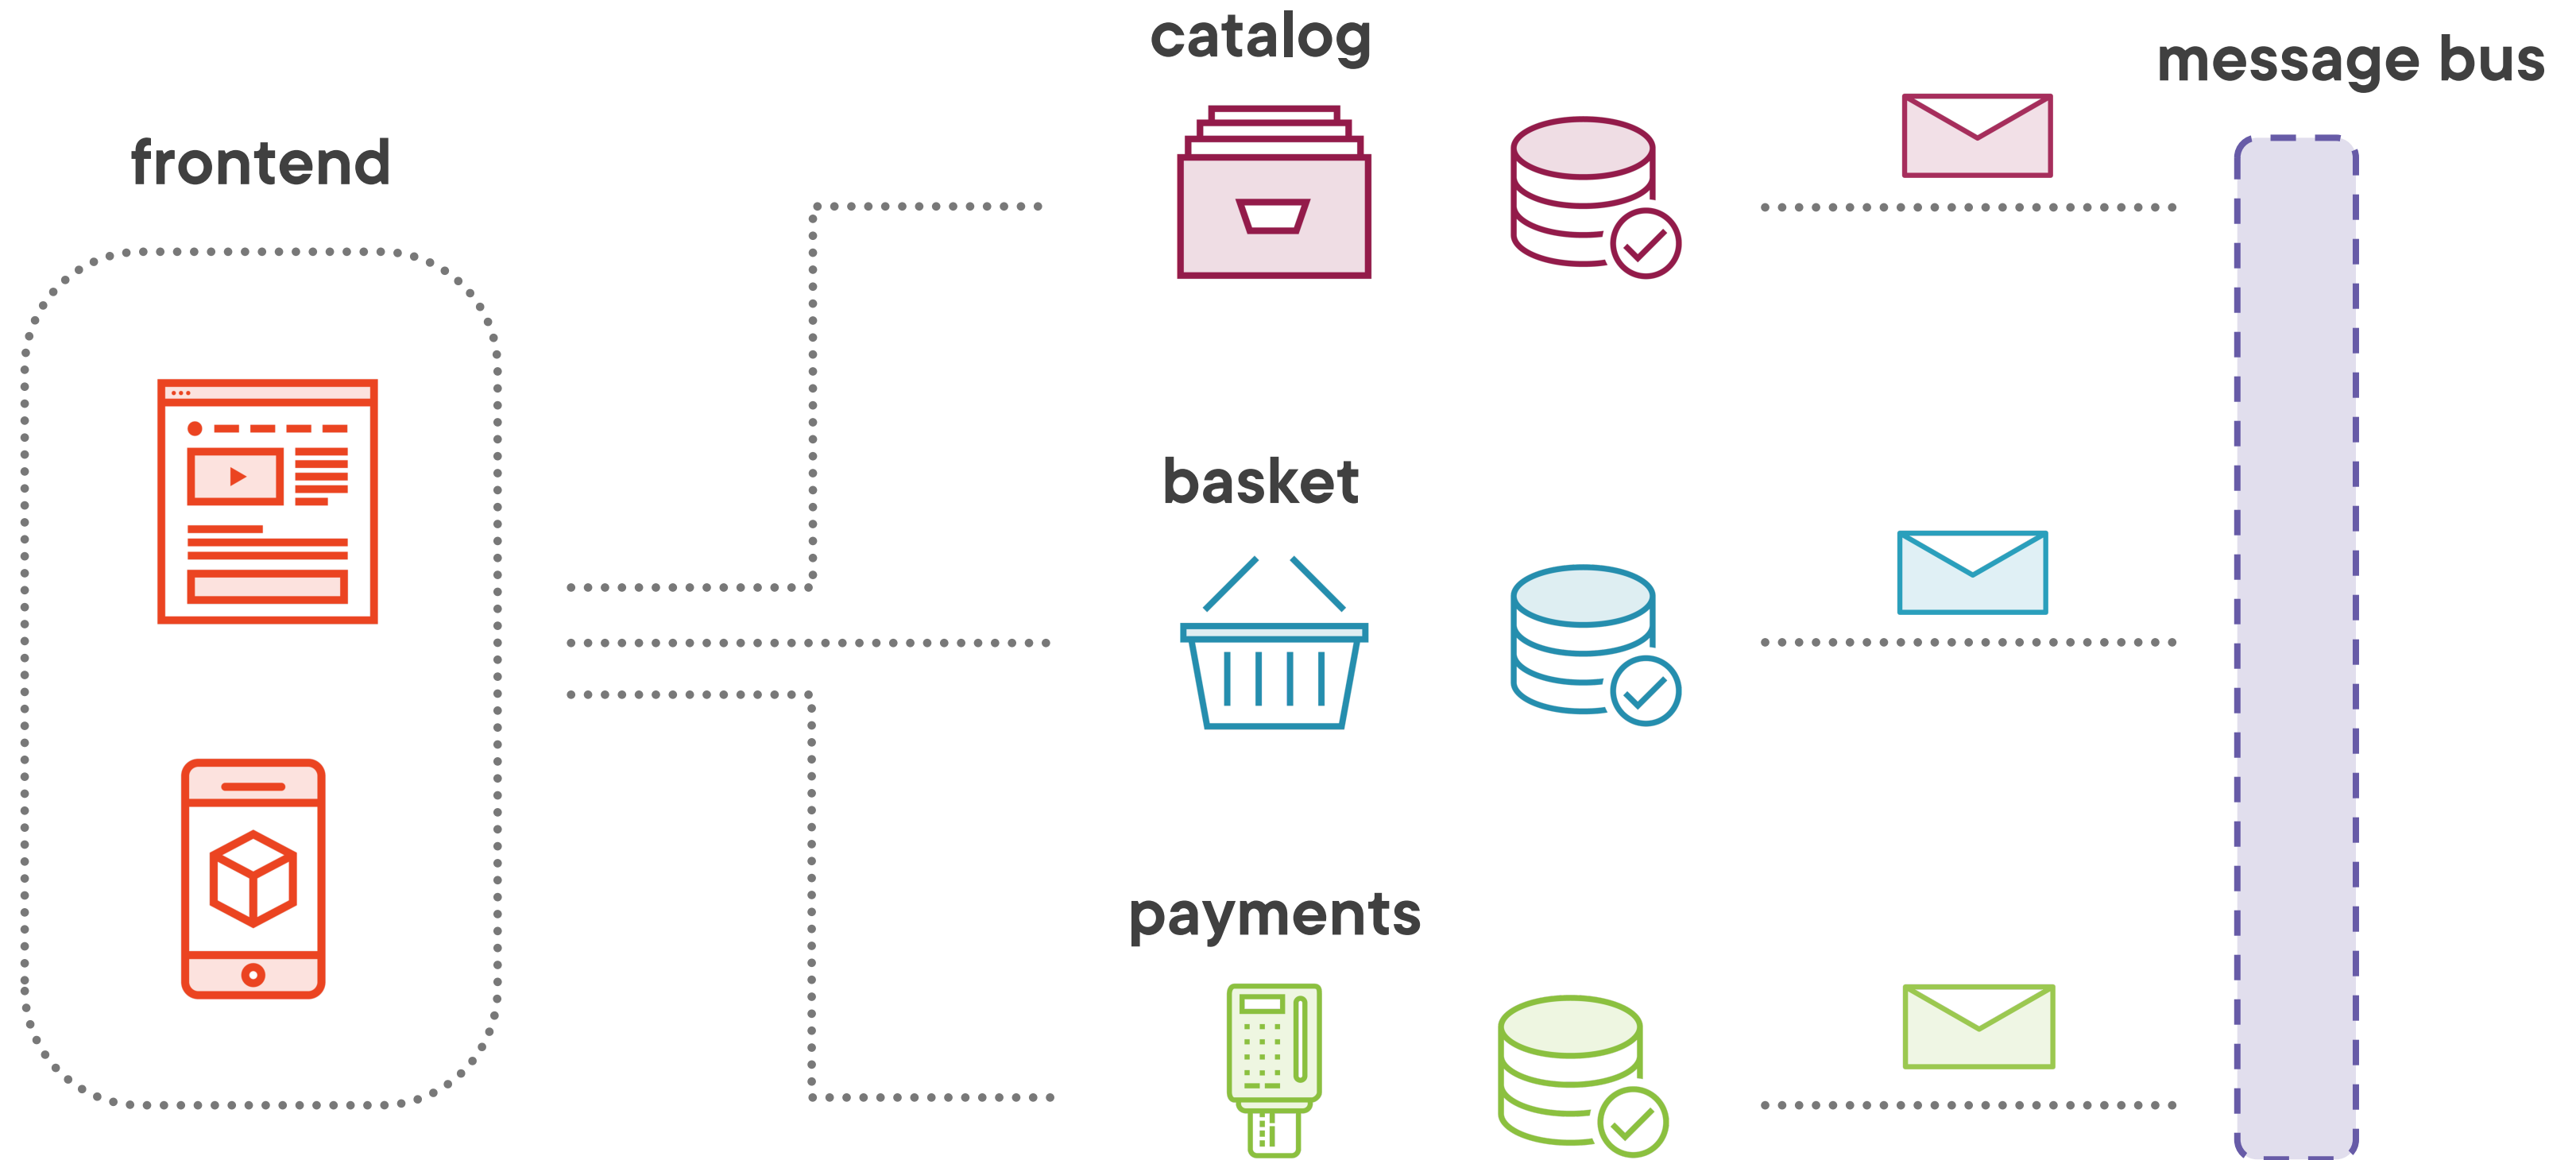 catalog
message bus
frontend
basket
payments